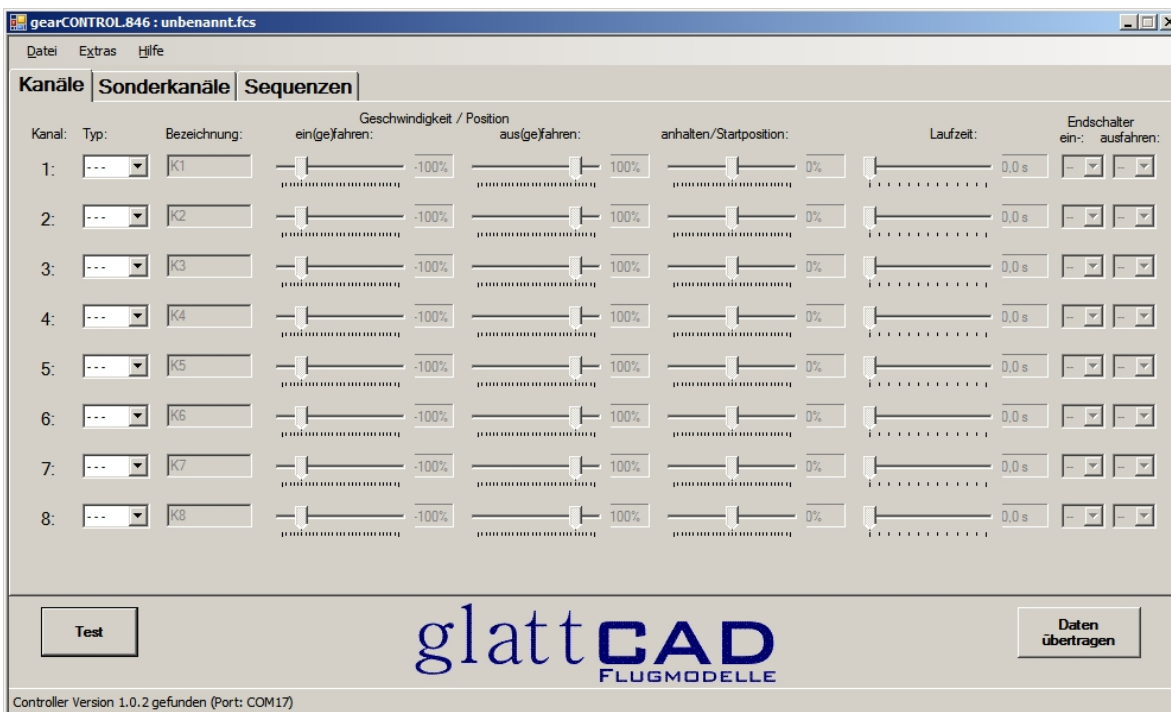 gearCONTROL.846 : unbenannt.fcs
Datei Extras Hilfe
Kanäle Sonderkanäle Sequenzen
Geschwindigkeit / Position Endschalter
Kanal: Typ: Bezeichnung: ein(ge)fahren: aus(ge)fahren: anhalten/Startposition: Laufzeit: ein-: ausfahren:
1: --- K1 -100% 100% 0% 0,0 s -- --
2: --- K2 -100% 100% 0% 0,0 s -- --
3: --- K3 -100% 100% 0% 0,0 s -- --
4: --- K4 -100% 100% 0% 0,0 s -- --
5: --- K5 -100% 100% 0% 0,0 s -- --
6: --- K6 -100% 100% 0% 0,0 s -- --
7: --- K7 -100% 100% 0% 0,0 s -- --
8: --- K8 -100% 100% 0% 0,0 s -- --
Test
glattCAD
FLUGMODELLE
Daten
übertragen
Controller Version 1.0.2 gefunden (Port: COM17)